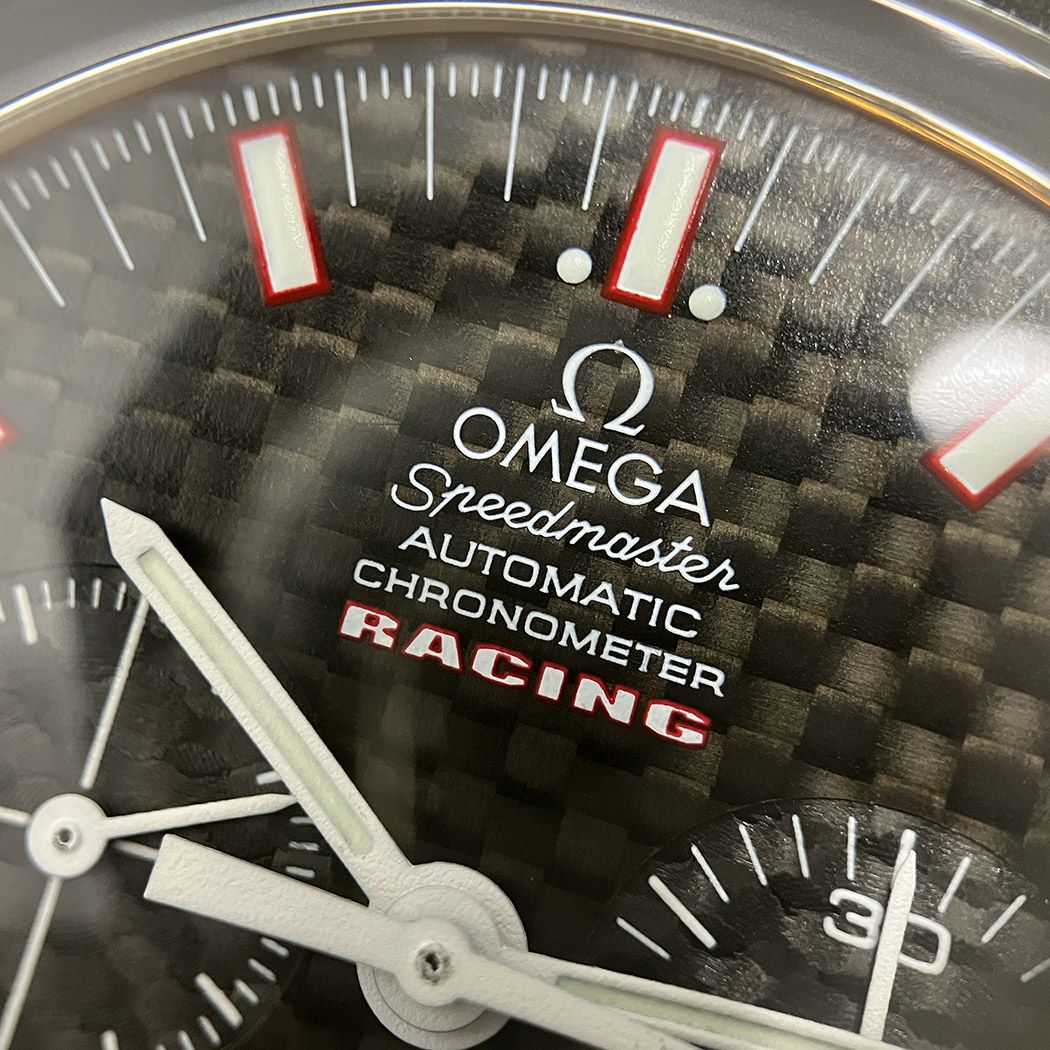 Ω
OMEGA
Speedmaster
AUTOMATIC
CHRONOMETER
RACING
30